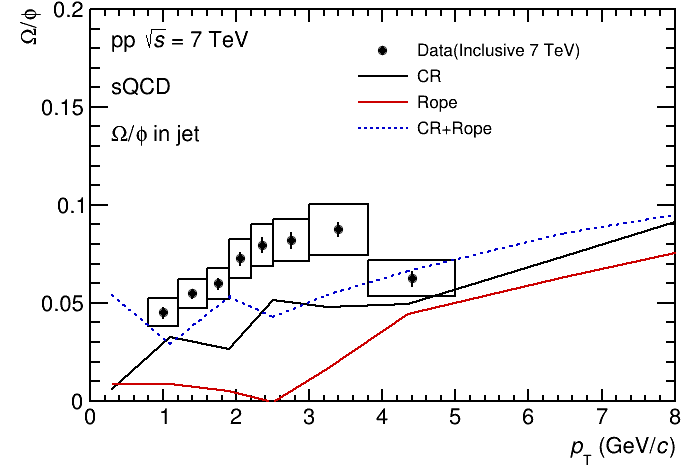 Ω/ϕ
0.2
0.15
0.1
0.05
0
pp √s = 7 TeV
sQCD
Ω/ϕ in jet
Data(Inclusive 7 TeV)
CR
Rope
CR+Rope
0 1 2 3 4 5 6 7 8
p_T (GeV/c)